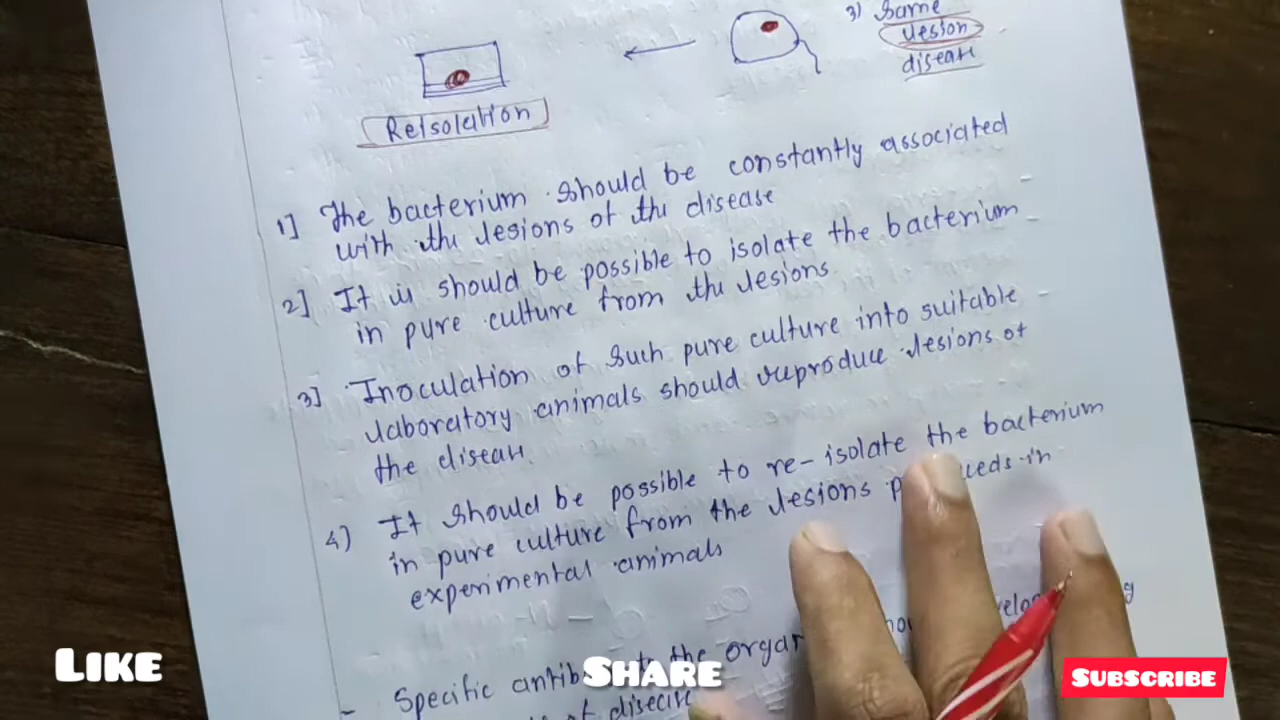 3) Same
lesion
disease
Reisolation
1] The bacterium should be constantly associated
with the lesions of the disease
2] It is should be possible to isolate the bacterium
in pure culture from the lesions
3] Inoculation of such pure culture into suitable
laboratory animals should reproduce lesions of
the disease.
4) It should be possible to re-isolate the bacterium
in pure culture from the lesions in
experimental animals
- Specific the
of
LIKE
SHARE
SUBSCRIBE